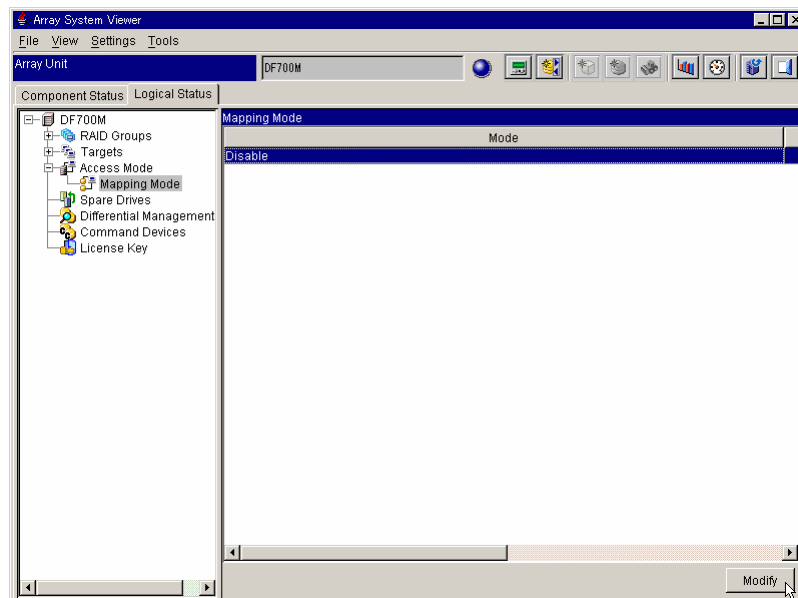 Array System Viewer
File View Settings Tools
Array Unit
DF700M
Component Status
Logical Status
DF700M
RAID Groups
Targets
Access Mode
Mapping Mode
Spare Drives
Differential Management
Command Devices
License Key
Mapping Mode
Mode
Disable
Modify